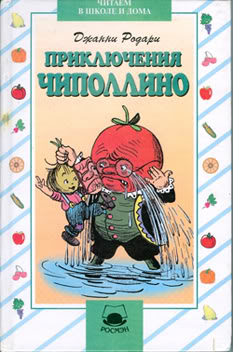 ЧИТАЕМ
В ШКОЛЕ И ДОМА
Джанни Родари
ПРИКЛЮЧЕНИЯ
ЧИПОЛЛИНО
РОСМЭН